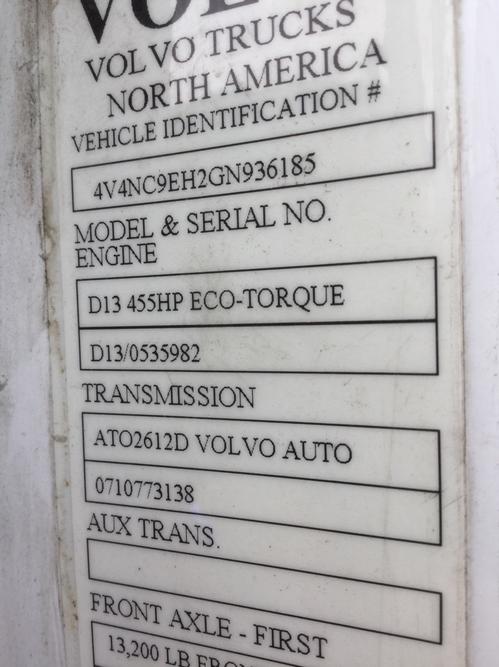 VOLVO TRUCKS
NORTH AMERICA
VEHICLE IDENTIFICATION #
4V4NC9EH2GN936185
MODEL & SERIAL NO.
ENGINE
D13 455HP ECO-TORQUE
D13/0535982
TRANSMISSION
ATO2612D VOLVO AUTO
0710773138
AUX TRANS.
FRONT AXLE - FIRST
13,200 LB